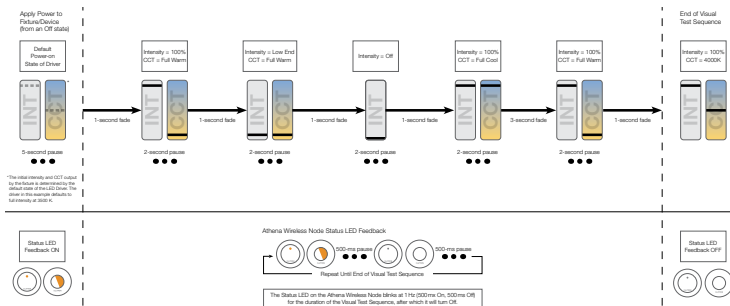 Apply Power to
Fixture/Device
(from an Off state)
Default
Power-on
State of Driver
INT
CCT
*
5-second pause
*The initial intensity and CCT output
by the fixture is determined by the
default state of the LED Driver. The
driver in this example defaults to
full intensity at 3500 K.
1-second fade
Intensity = 100%
CCT = Full Warm
INT
CCT
2-second pause
1-second fade
Intensity = Low End
CCT = Full Warm
INT
CCT
2-second pause
1-second fade
Intensity = Off
INT
2-second pause
1-second fade
Intensity = 100%
CCT = Full Cool
INT
CCT
2-second pause
3-second fade
Intensity = 100%
CCT = Full Warm
INT
CCT
2-second pause
1-second fade
End of Visual
Test Sequence
Intensity = 100%
CCT = 4000K
INT
CCT
Status LED
Feedback ON
Athena Wireless Node Status LED Feedback
500-ms pause
500-ms pause
Repeat Until End of Visual Test Sequence
The Status LED on the Athena Wireless Node blinks at 1 Hz (500 ms On, 500 ms Off)
for the duration of the Visual Test Sequence, after which it will turn Off.
Status LED
Feedback OFF